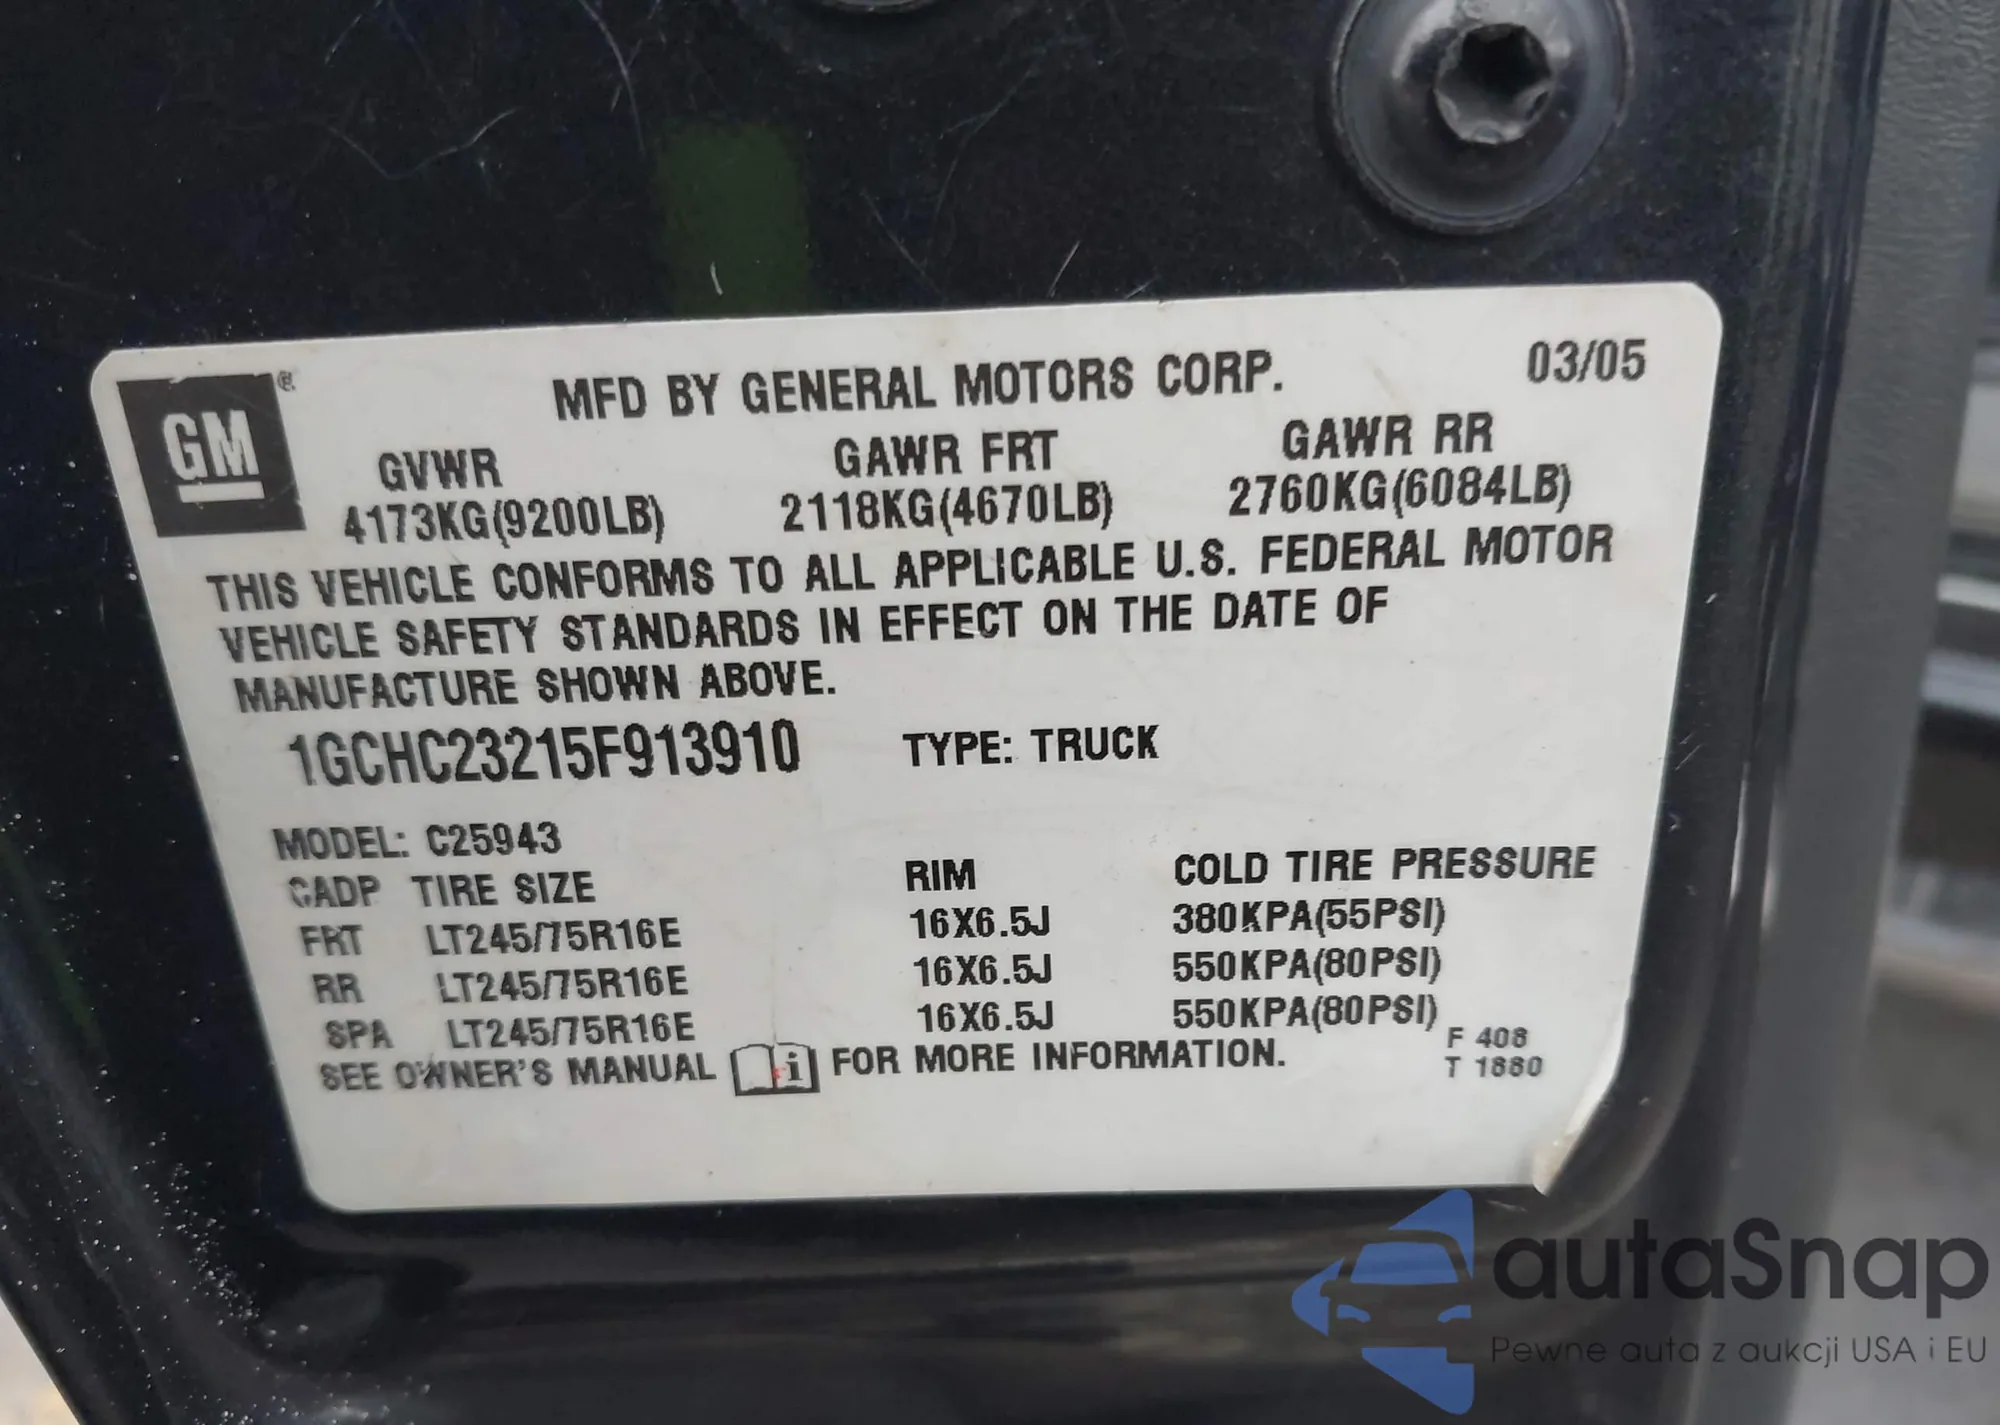 GM
MFD BY GENERAL MOTORS CORP. 03/05
GVWR GAWR FRT GAWR RR
4173KG(9200LB) 2118KG(4670LB) 2760KG(6084LB)
THIS VEHICLE CONFORMS TO ALL APPLICABLE U.S. FEDERAL MOTOR
VEHICLE SAFETY STANDARDS IN EFFECT ON THE DATE OF
MANUFACTURE SHOWN ABOVE.
1GCHC23215F913910 TYPE: TRUCK
MODEL: C25943
CADP TIRE SIZE RIM COLD TIRE PRESSURE
FRT LT245/75R16E 16X6.5J 380KPA(55PSI)
RR LT245/75R16E 16X6.5J 550KPA(80PSI)
SPA LT245/75R16E 16X6.5J 550KPA(80PSI)
SEE OWNER'S MANUAL i FOR MORE INFORMATION.
F 408
T 1880
autaSnap
Pewne auta z aukcji USA i EU